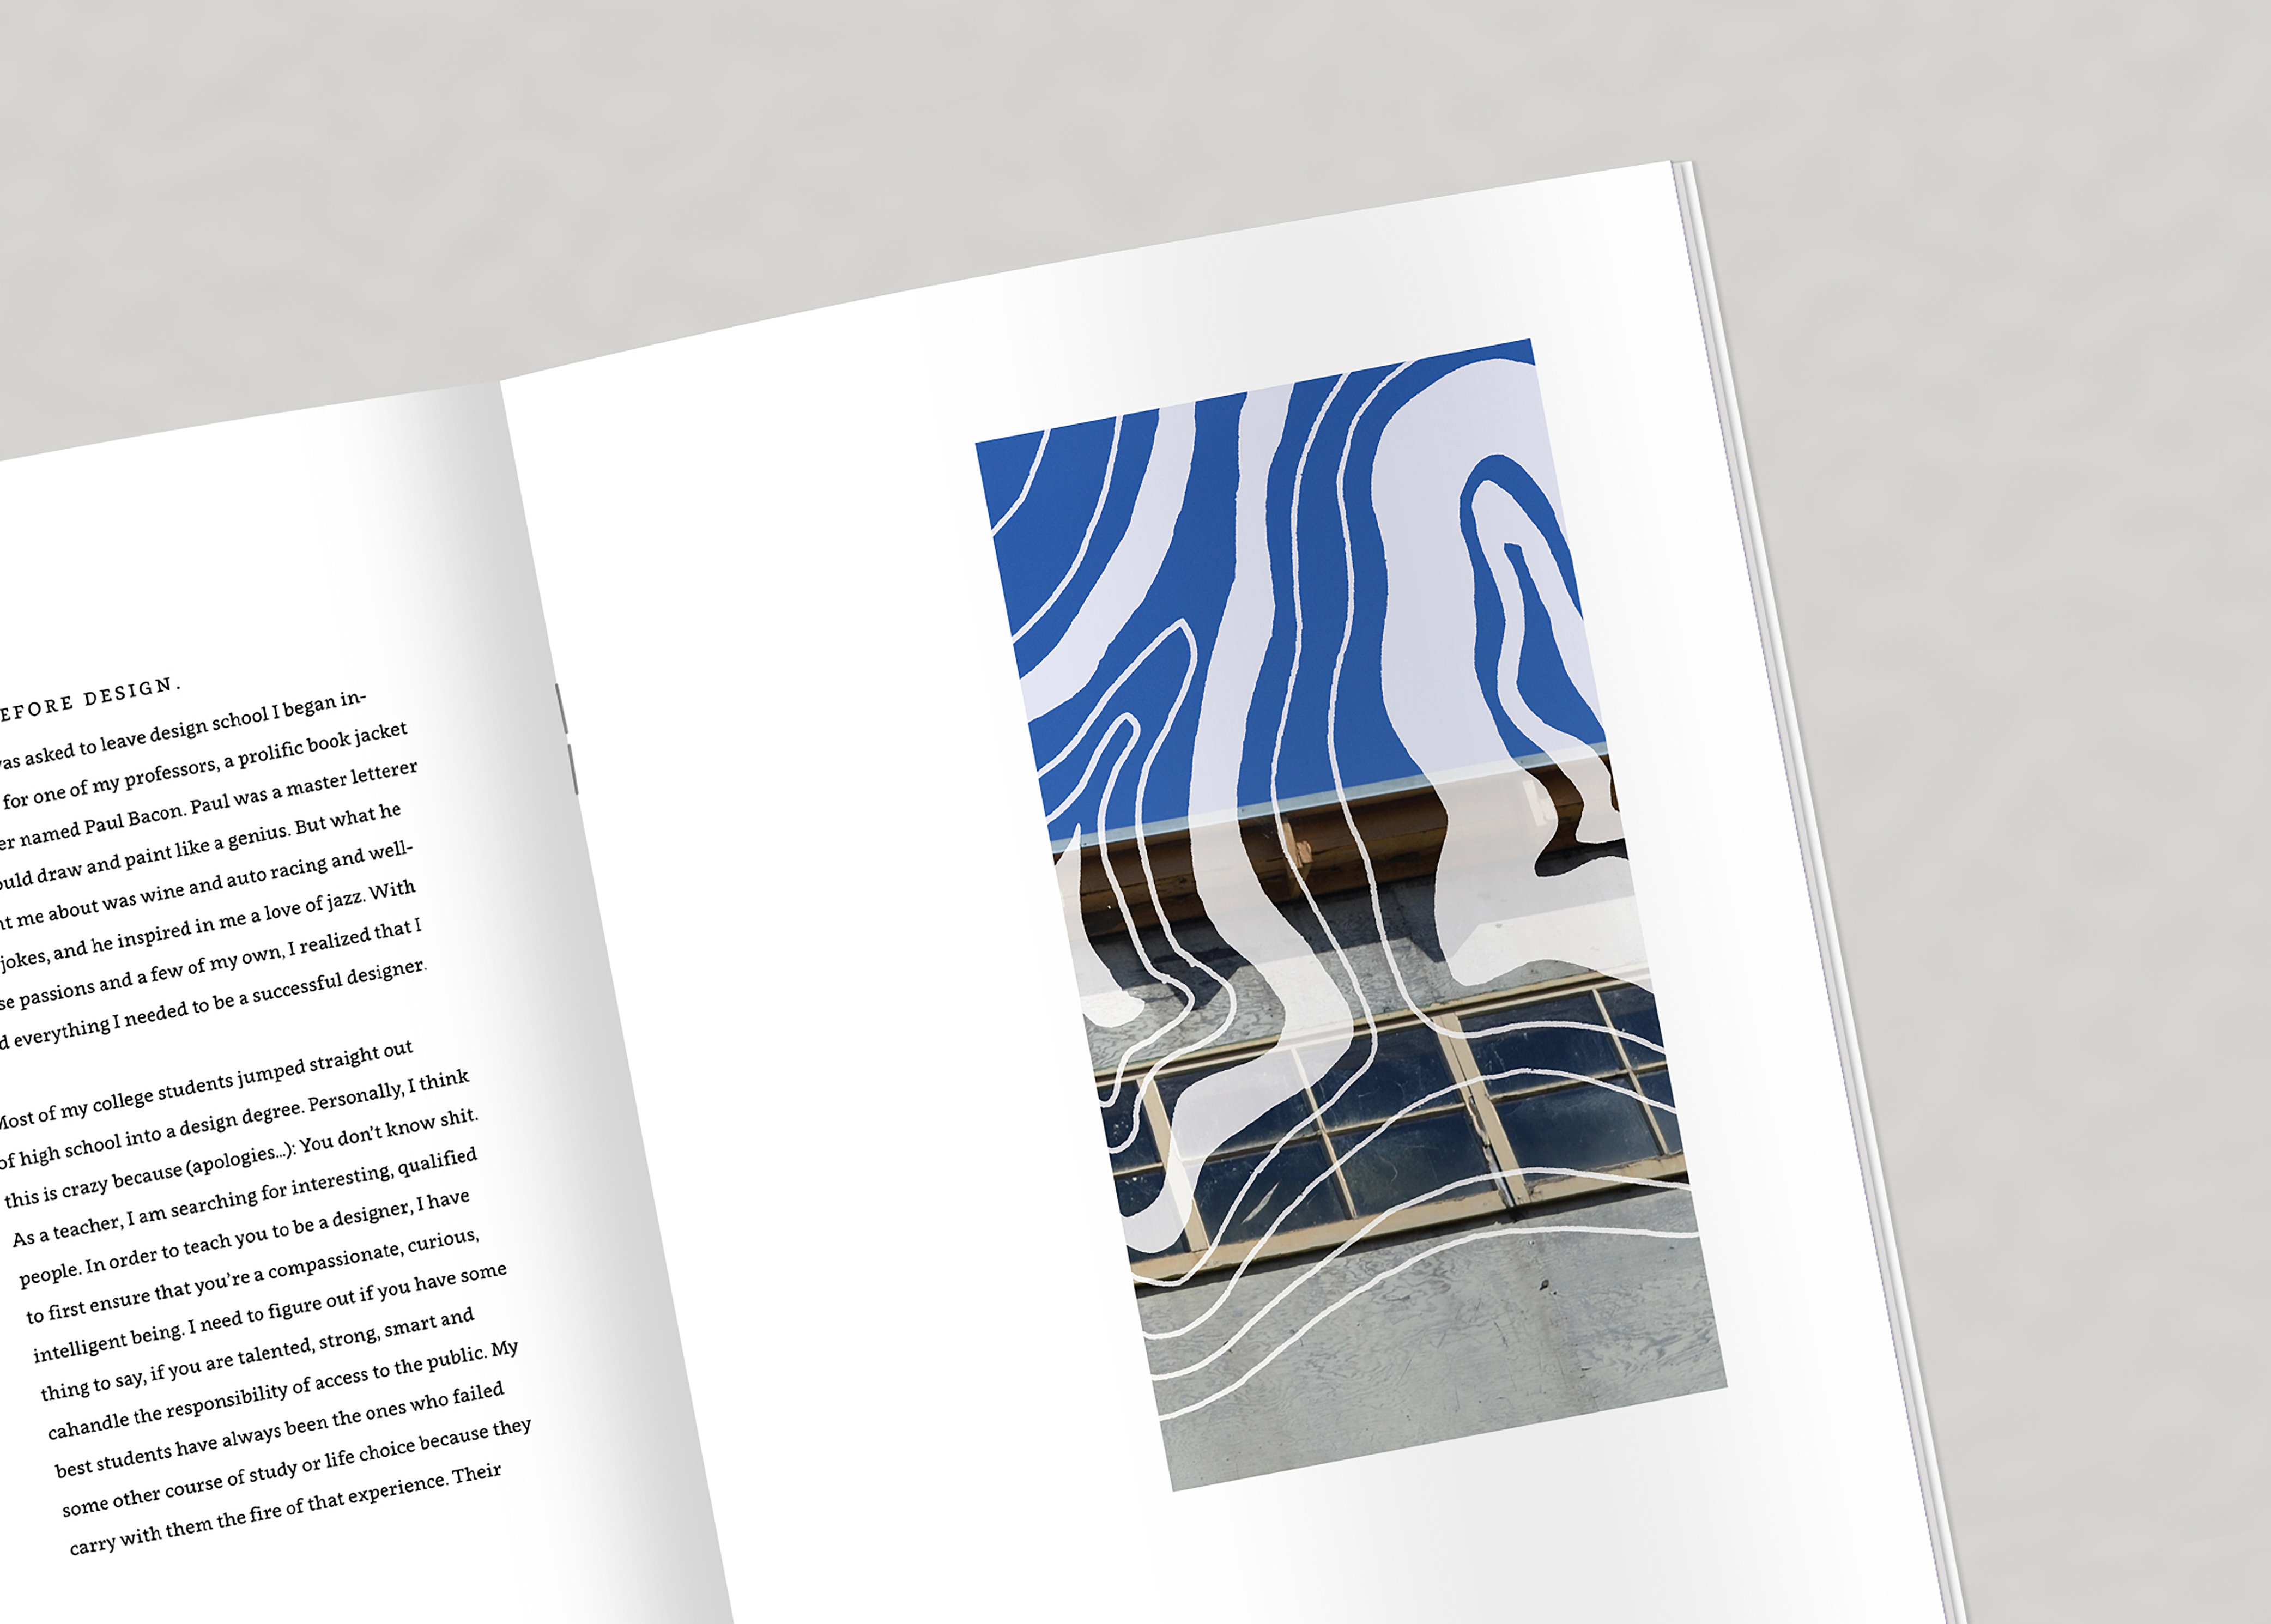 EFORE DESIGN.
was asked to leave design school I began in-
for one of my professors, a prolific book jacket
er named Paul Bacon. Paul was a master letterer
ould draw and paint like a genius. But what he
ht me about was wine and auto racing and well-
jokes, and he inspired in me a love of jazz. With
se passions and a few of my own, I realized that I
d everything I needed to be a successful designer.
Most of my college students jumped straight out
of high school into a design degree. Personally, I think
this is crazy because (apologies...): You don't know shit.
As a teacher, I am searching for interesting, qualified
people. In order to teach you to be a designer, I have
to first ensure that you're a compassionate, curious,
intelligent being. I need to figure out if you have some
thing to say, if you are talented, strong, smart and
cahandle the responsibility of access to the public. My
best students have always been the ones who failed
some other course of study or life choice because they
carry with them the fire of that experience. Their